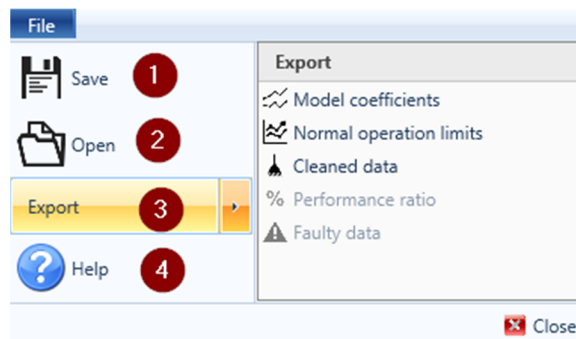 File
Save 1
Open 2
Export 3
Help 4
Export
Model coefficients
Normal operation limits
Cleaned data
% Performance ratio
Faulty data
Close